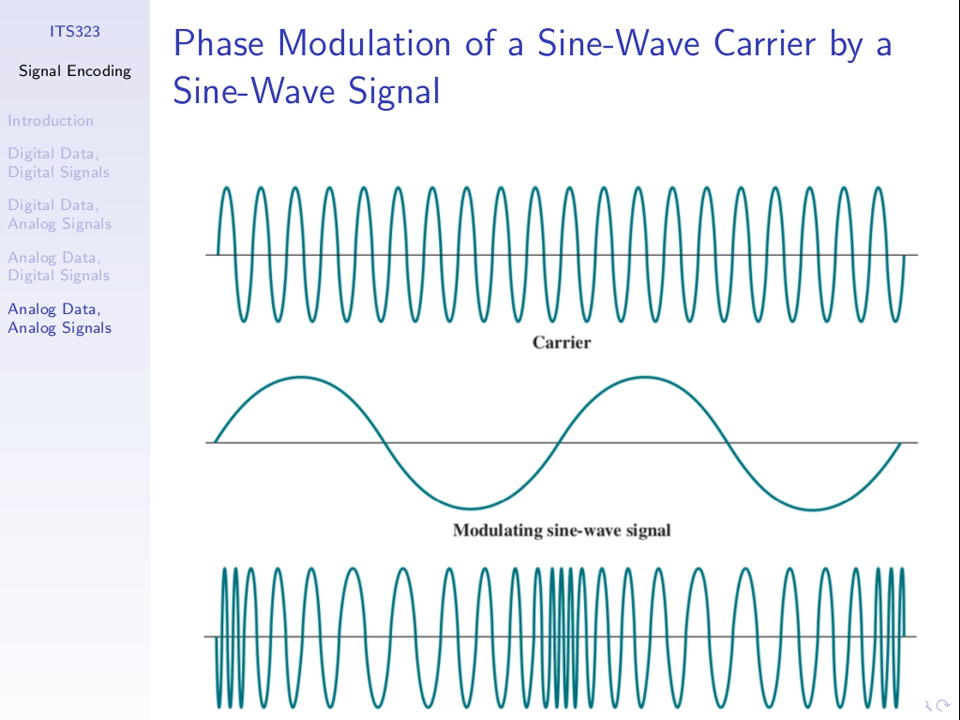 ITS323
Signal Encoding
Introduction
Digital Data,
Digital Signals
Digital Data,
Analog Signals
Analog Data,
Digital Signals
Analog Data,
Analog Signals
Phase Modulation of a Sine-Wave Carrier by a
Sine-Wave Signal
Carrier
Modulating sine-wave signal